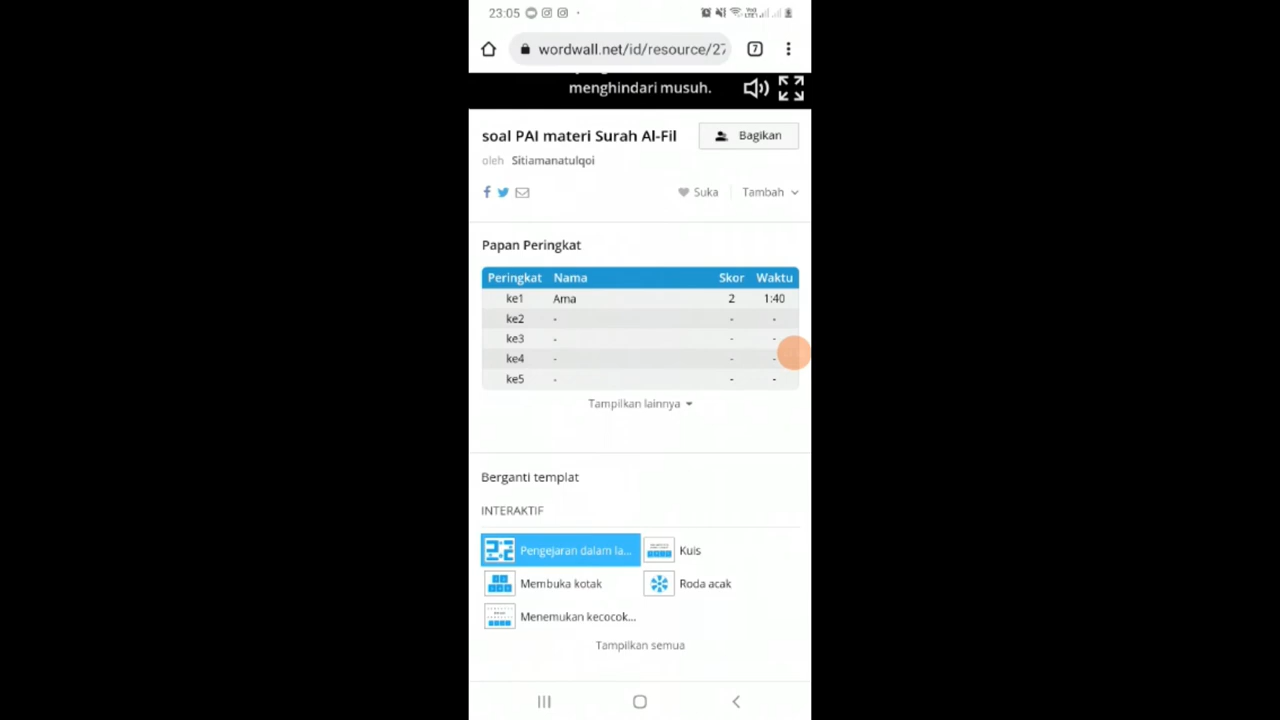 23:05
wordwall.net/id/resource/27
7
menghindari musuh.
soal PAI materi Surah Al-Fil
Bagikan
oleh Sitiamanatulqoi
Suka
Tambah
Papan Peringkat
Peringkat Nama Skor Waktu
ke1 Ama 2 1:40
ke2 - - -
ke3 - - -
ke4 - - -
ke5 - - -
Tampilkan lainnya
Berganti templat
INTERAKTIF
Pengejaran dalam la...
Kuis
Membuka kotak
Roda acak
Menemukan kecocok...
Tampilkan semua